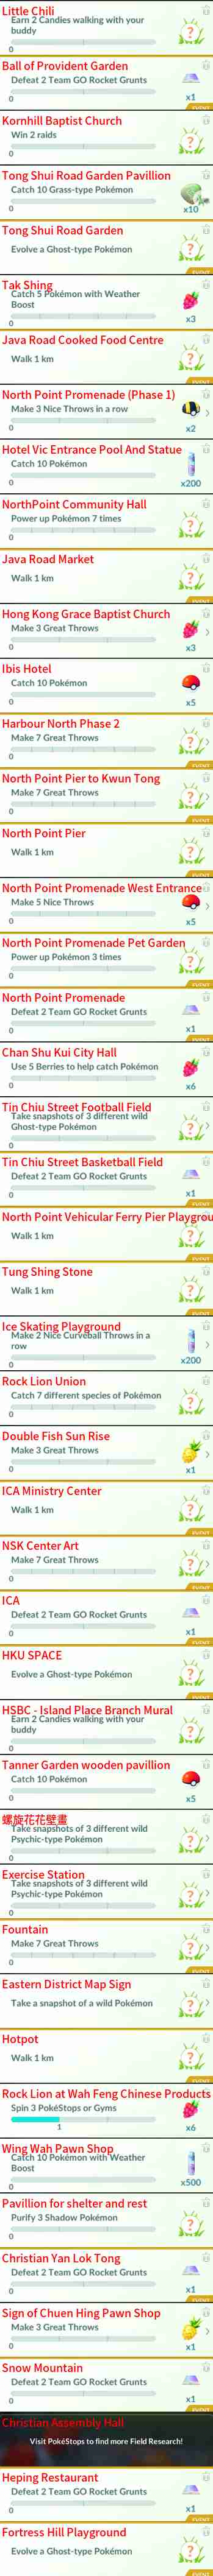 Little Chili
Earn 2 Candies walking with your
buddy
0
Ball of Provident Garden
Defeat 2 Team GO Rocket Grunts
0
x1
EVENT
Kornhill Baptist Church
Win 2 raids
0
Tong Shui Road Garden Pavillion
Catch 10 Grass-type Pokémon
0
x10
Tong Shui Road Garden
Evolve a Ghost-type Pokémon
Tak Shing
Catch 5 Pokémon with Weather
Boost
0
x3
Java Road Cooked Food Centre
Walk 1 km
EVENT
North Point Promenade (Phase 1)
Make 3 Nice Throws in a row
0
x2
Hotel Vic Entrance Pool And Statue
Catch 10 Pokémon
0
x200
NorthPoint Community Hall
Power up Pokémon 7 times
0
Java Road Market
Walk 1 km
EVENT
Hong Kong Grace Baptist Church
Make 3 Great Throws
0
x3
Ibis Hotel
Catch 10 Pokémon
0
x5
Harbour North Phase 2
Make 7 Great Throws
0
EVENT
North Point Pier to Kwun Tong
Make 7 Great Throws
0
EVENT
North Point Pier
Walk 1 km
EVENT
North Point Promenade West Entrance
Make 5 Nice Throws
0
x5
North Point Promenade Pet Garden
Power up Pokémon 3 times
0
North Point Promenade
Defeat 2 Team GO Rocket Grunts
0
x1
EVENT
Chan Shu Kui City Hall
Use 5 Berries to help catch Pokémon
0
x6
Tin Chiu Street Football Field
Take snapshots of 3 different wild
Ghost-type Pokémon
0
Tin Chiu Street Basketball Field
Defeat 2 Team GO Rocket Grunts
0
x1
EVENT
North Point Vehicular Ferry Pier Playgrou
Walk 1 km
EVENT
Tung Shing Stone
Walk 1 km
EVENT
Ice Skating Playground
Make 2 Nice Curveball Throws in a
row
0
x200
Rock Lion Union
Catch 7 different species of Pokémon
0
Double Fish Sun Rise
Make 3 Great Throws
0
x1
ICA Ministry Center
Walk 1 km
EVENT
NSK Center Art
Make 7 Great Throws
0
EVENT
ICA
Defeat 2 Team GO Rocket Grunts
0
x1
EVENT
HKU SPACE
Evolve a Ghost-type Pokémon
HSBC - Island Place Branch Mural
Earn 2 Candies walking with your
buddy
0
Tanner Garden wooden pavillion
Catch 10 Pokémon
0
x5
螺旋花花壁畫
Take snapshots of 3 different wild
Psychic-type Pokémon
0
Exercise Station
Take snapshots of 3 different wild
Psychic-type Pokémon
0
Fountain
Make 7 Great Throws
0
EVENT
Eastern District Map Sign
Take a snapshot of a wild Pokémon
Hotpot
Walk 1 km
EVENT
Rock Lion at Wah Feng Chinese Products
Spin 3 PokéStops or Gyms
1
x6
Wing Wah Pawn Shop
Catch 10 Pokémon with Weather
Boost
0
x500
Pavillion for shelter and rest
Purify 3 Shadow Pokémon
0
EVENT
Christian Yan Lok Tong
Defeat 2 Team GO Rocket Grunts
0
x1
EVENT
Sign of Chuen Hing Pawn Shop
Make 3 Great Throws
0
x1
Snow Mountain
Defeat 2 Team GO Rocket Grunts
0
x1
EVENT
Christian Assembly Hall
Visit PokéStops to find more Field Research!
Heping Restaurant
Defeat 2 Team GO Rocket Grunts
0
x1
EVENT
Fortress Hill Playground
Evolve a Ghost-type Pokémon